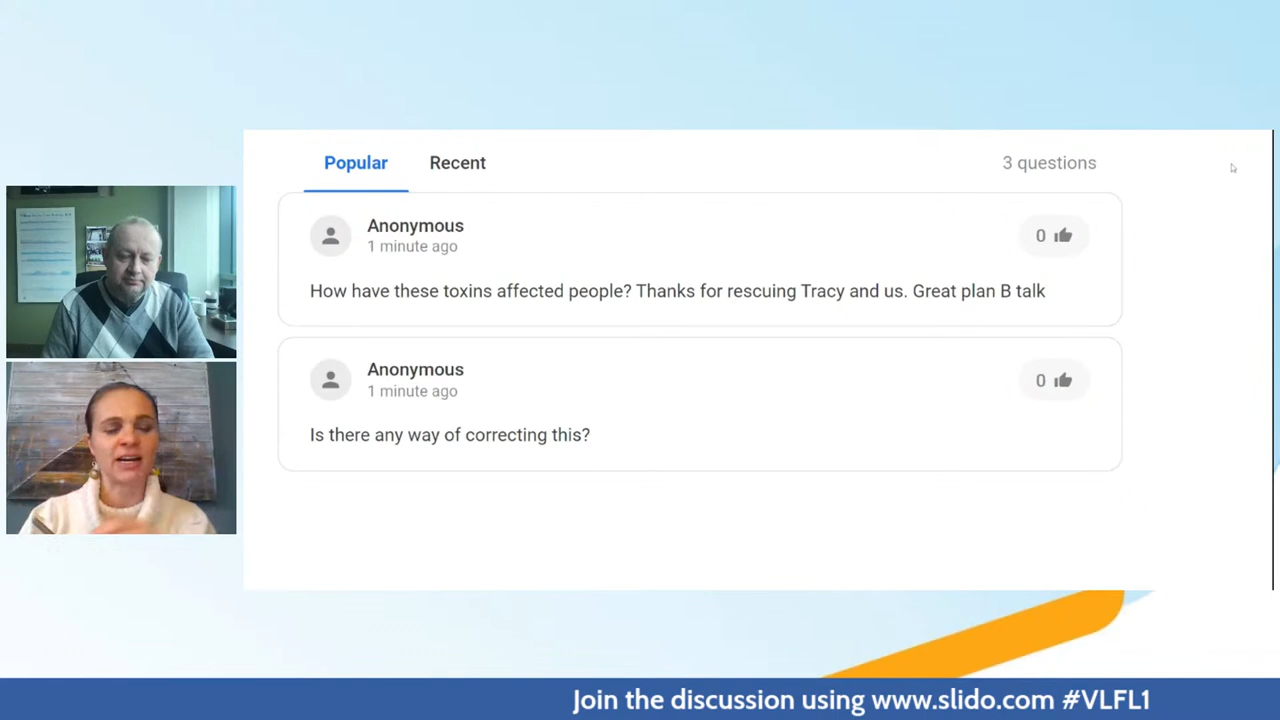 Popular
Recent
3 questions
Anonymous
1 minute ago
0
How have these toxins affected people? Thanks for rescuing Tracy and us. Great plan B talk
Anonymous
1 minute ago
0
Is there any way of correcting this?
Join the discussion using www.slido.com #VLFL1